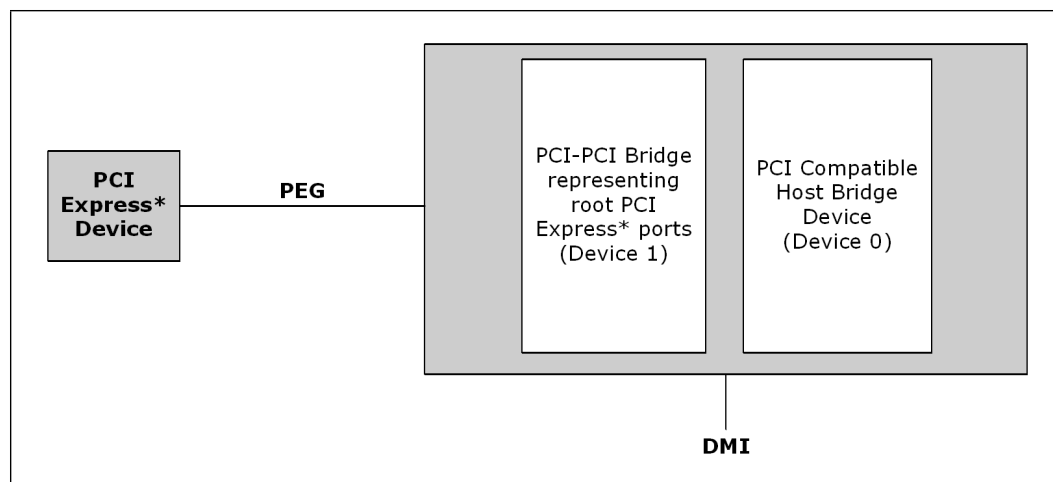 PCI
Express*
Device
PEG
PCI-PCI Bridge
representing
root PCI
Express* ports
(Device 1)
PCI Compatible
Host Bridge
Device
(Device 0)
DMI